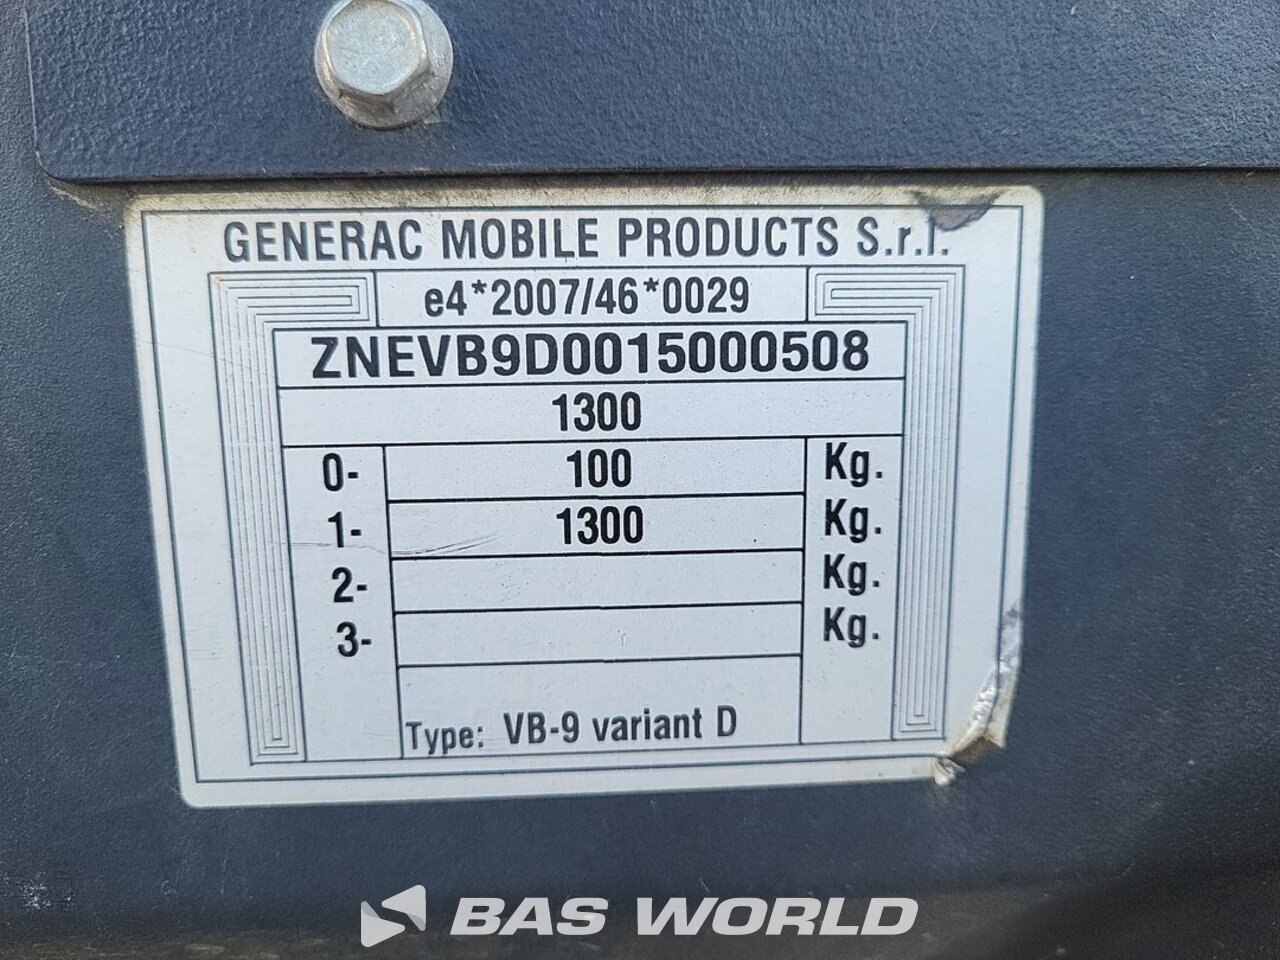 GENERAC MOBILE PRODUCTS S.r.l.
e4*2007/46*0029
ZNEVB9D0015000508
1300
0- 100 Kg.
1- 1300 Kg.
2- Kg.
3- Kg.
Type: VB-9 variant D
BAS WORLD